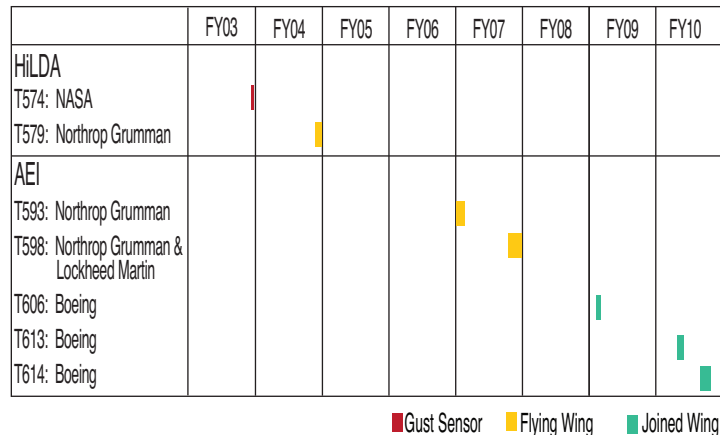 FY03 FY04 FY05 FY06 FY07 FY08 FY09 FY10
HiLDA
T574: NASA
T579: Northrop Grumman
AEI
T593: Northrop Grumman
T598: Northrop Grumman &
Lockheed Martin
T606: Boeing
T613: Boeing
T614: Boeing
Gust Sensor Flying Wing Joined Wing